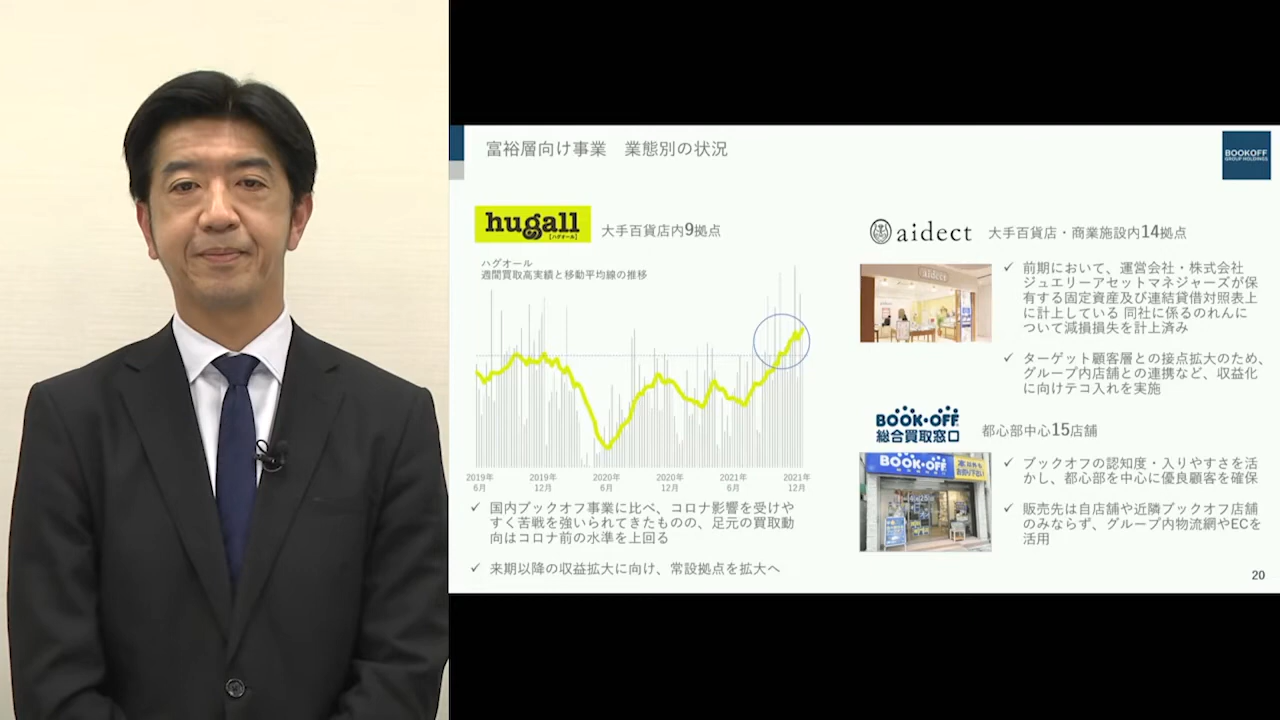 富裕層向け事業　業態別の状況
BOOKOFF
GROUP HOLDINGS
hugall
【ハグオール】
大手百貨店内9拠点
ハグオール
週間買取高実績と移動平均線の推移
2019年 2019年 2020年 2020年 2021年 2021年
6月 12月 6月 12月 6月 12月
✓ 国内ブックオフ事業に比べ、コロナ影響を受けや
すく苦戦を強いられてきたものの、足元の買取動
向はコロナ前の水準を上回る
✓ 来期以降の収益拡大に向け、常設拠点を拡大へ
aidect 大手百貨店・商業施設内14拠点
aidect
✓ 前期において、運営会社・株式会社
ジュエリーアセットマネジャーズが保
有する固定資産及び連結貸借対照表上
に計上している 同社に係るのれんに
ついて減損損失を計上済み
✓ ターゲット顧客層との接点拡大のため、
グループ内店舗との連携など、収益化
に向けテコ入れを実施
BOOK・OFF
総合買取窓口
都心部中心15店舗
BOOK・OFF
✓ ブックオフの認知度・入りやすさを活
かし、都心部を中心に優良顧客を確保
✓ 販売先は自店舗や近隣ブックオフ店舗
のみならず、グループ内物流網やECを
活用
20